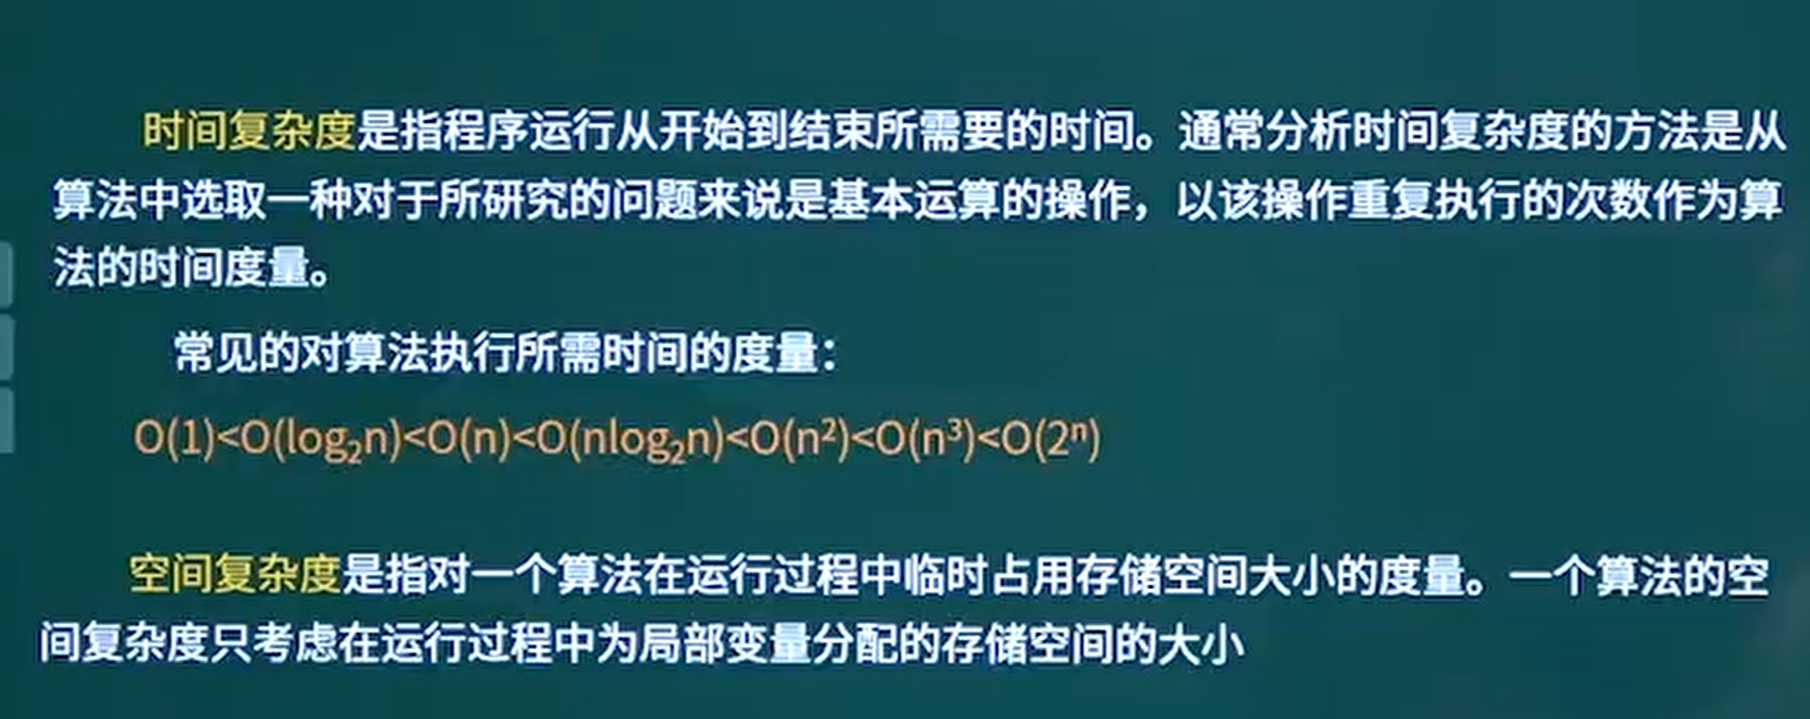 时间复杂度是指程序运行从开始到结束所需要的时间。通常分析时间复杂度的方法是从
算法中选取一种对于所研究的问题来说是基本运算的操作，以该操作重复执行的次数作为算
法的时间度量。
常见的对算法执行所需时间的度量：
O(1)<O(log₂n)<O(n)<O(nlog₂n)<O(n²)<O(n³)<O(2ⁿ)
空间复杂度是指对一个算法在运行过程中临时占用存储空间大小的度量。一个算法的空
间复杂度只考虑在运行过程中为局部变量分配的存储空间的大小